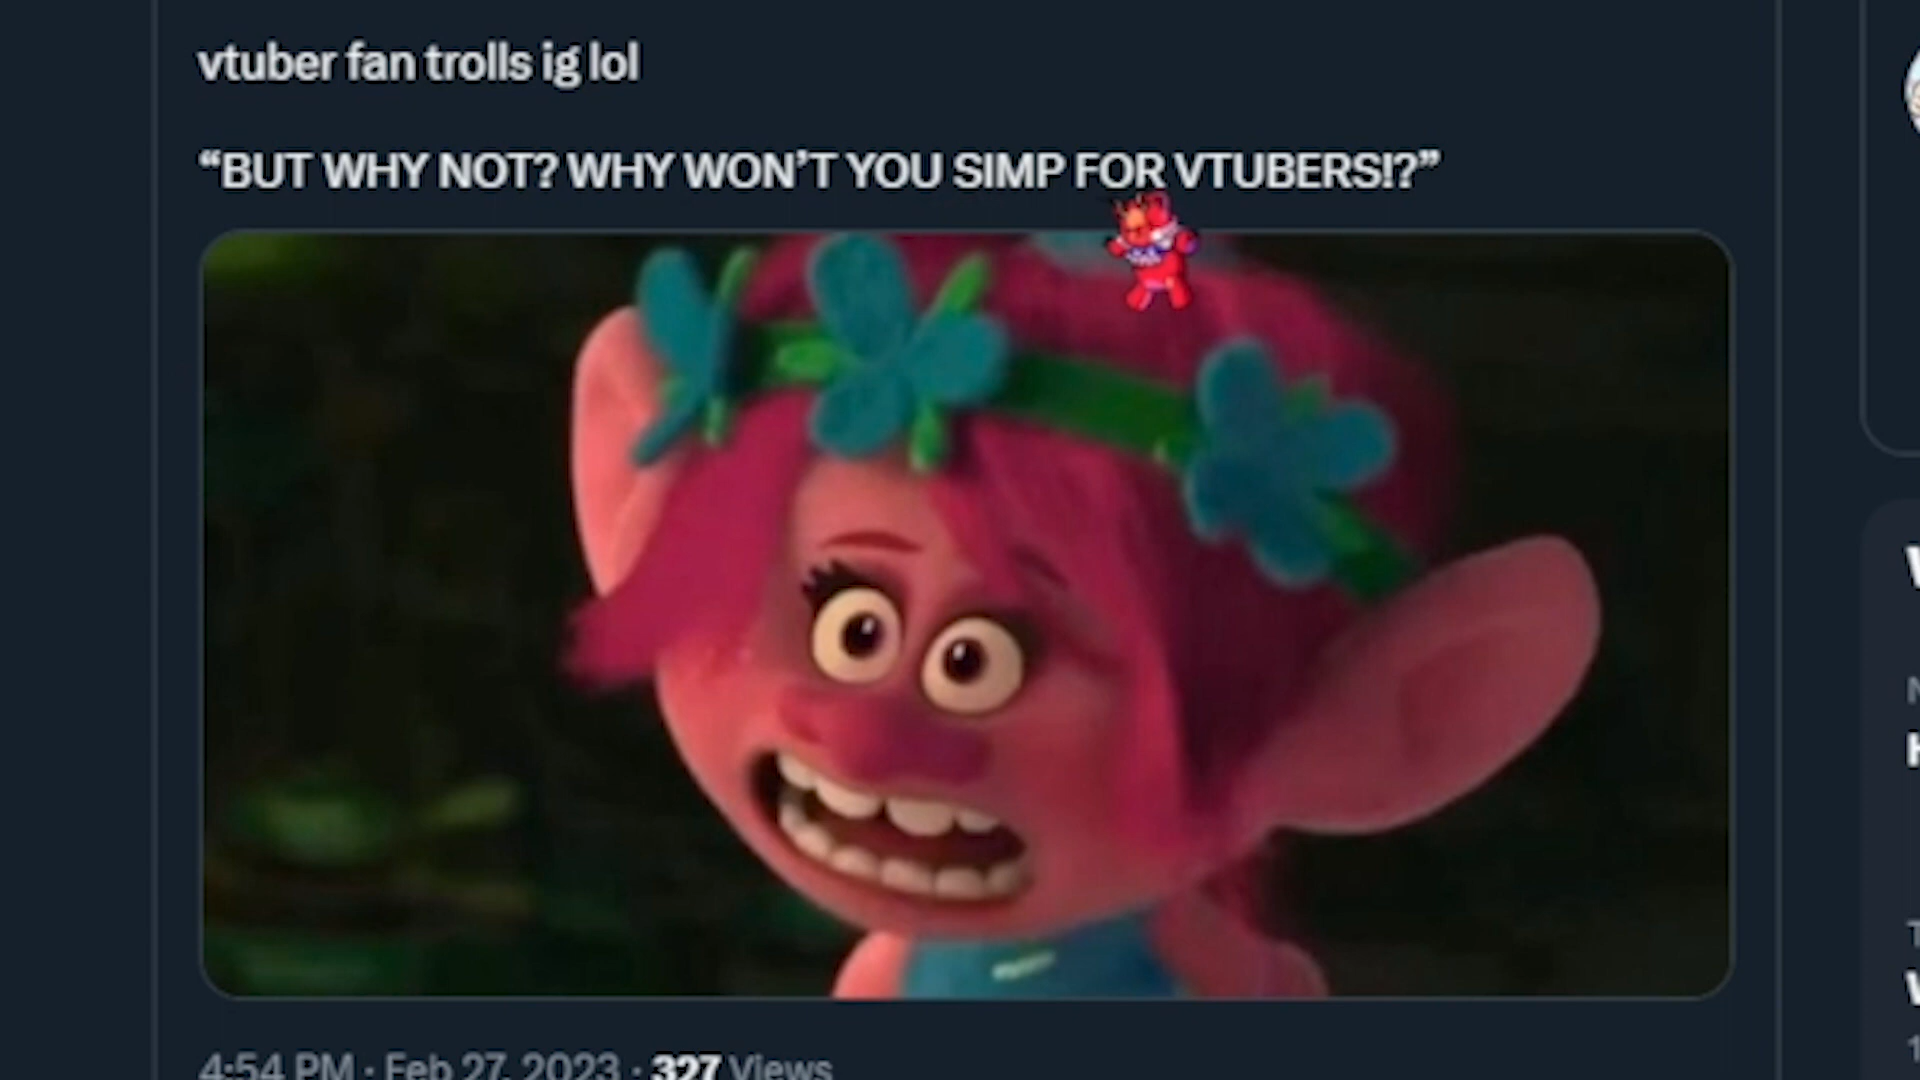 vtuber fan trolls ig lol
“BUT WHY NOT? WHY WON’T YOU SIMP FOR VTUBERS!?”
4:54 PM · Feb 27, 2023 · 327 Views